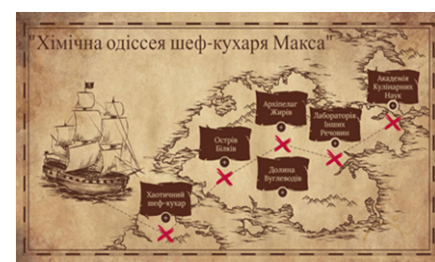 "Хімічна одіссея шеф-кухаря Макса"
Академія
Кулінарних
Наук
Архіпелаг
Жирів
Лабораторія
Інших
Речовин
Острів
Білків
Долина
Вуглеводів
Хаотичний
шеф-кухар